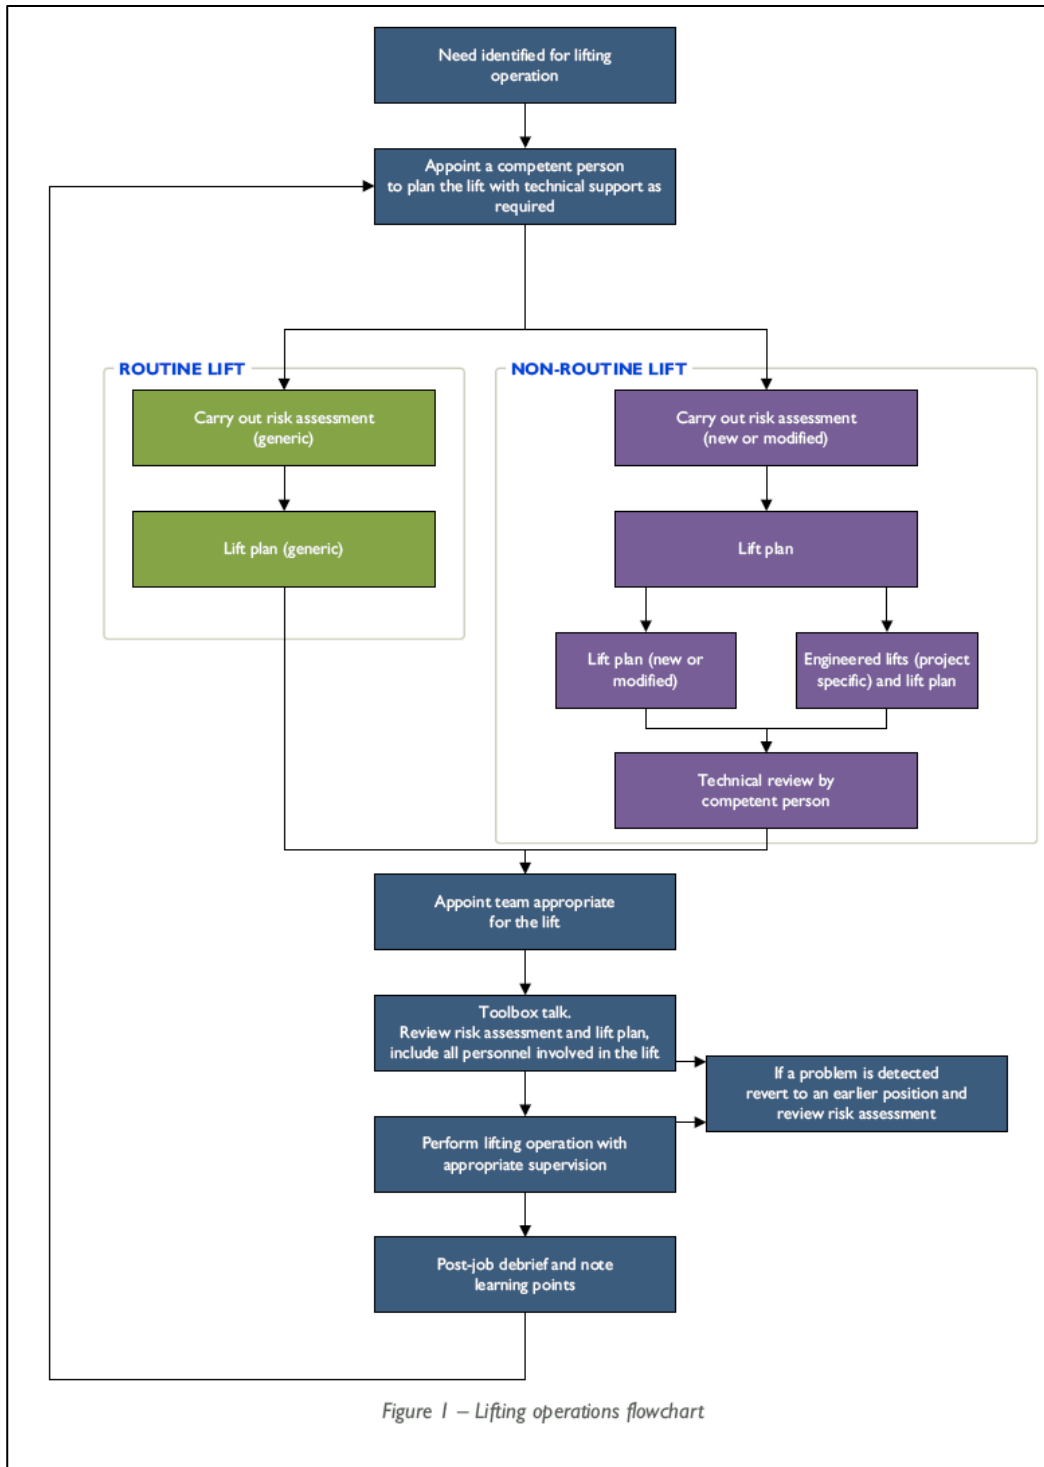 Need identified for lifting
operation
Appoint a competent person
to plan the lift with technical support as
required
ROUTINE LIFT
Carry out risk assessment
(generic)
Lift plan (generic)
NON-ROUTINE LIFT
Carry out risk assessment
(new or modified)
Lift plan
Lift plan (new or
modified)
Engineered lifts (project
specific) and lift plan
Technical review by
competent person
Appoint team appropriate
for the lift
Toolbox talk.
Review risk assessment and lift plan,
include all personnel involved in the lift
If a problem is detected
revert to an earlier position and
review risk assessment
Perform lifting operation with
appropriate supervision
Post-job debrief and note
learning points
Figure 1 – Lifting operations flowchart